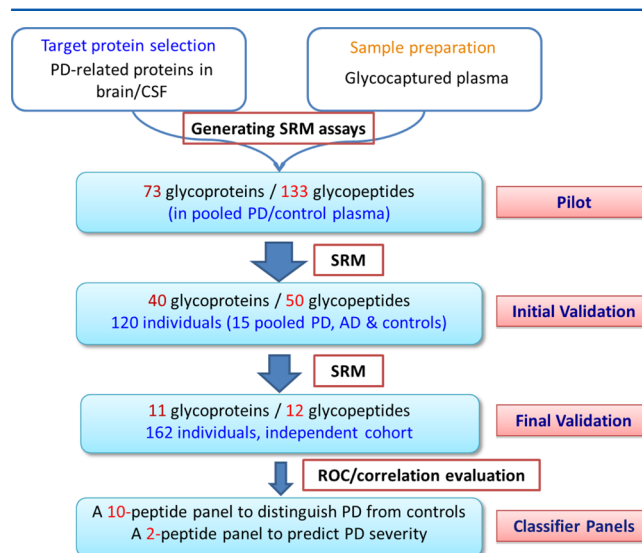 Target protein selection
PD-related proteins in
brain/CSF
Sample preparation
Glycocaptured plasma
Generating SRM assays
73 glycoproteins / 133 glycopeptides
(in pooled PD/control plasma)
Pilot
SRM
40 glycoproteins / 50 glycopeptides
120 individuals (15 pooled PD, AD & controls)
Initial Validation
SRM
11 glycoproteins / 12 glycopeptides
162 individuals, independent cohort
Final Validation
ROC/correlation evaluation
A 10-peptide panel to distinguish PD from controls
A 2-peptide panel to predict PD severity
Classifier Panels